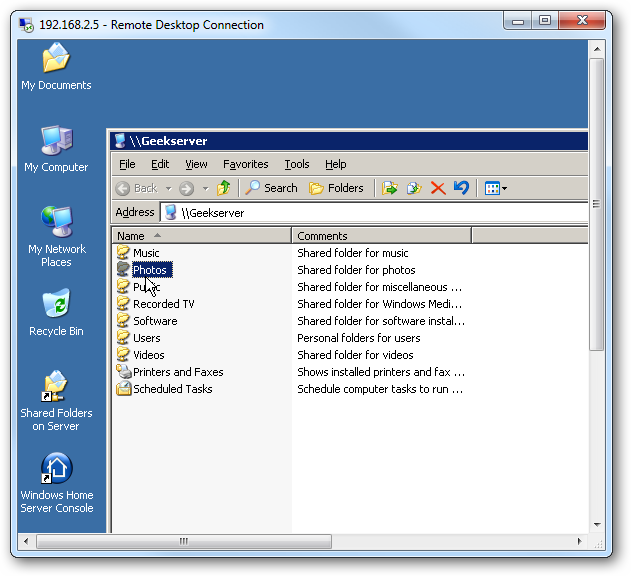 192.168.2.5 - Remote Desktop Connection
My Documents
My Computer
My Network
Places
Recycle Bin
Shared Folders
on Server
Windows Home
Server Console
\\Geekserver
File Edit View Favorites Tools Help
Back Search Folders
Address \\Geekserver
Name Comments
Music Shared folder for music
Photos Shared folder for photos
Shared folder for miscellaneous ...
Recorded TV Shared folder for Windows Medi...
Software Shared folder for software instal...
Users Personal folders for users
Videos Shared folder for videos
Printers and Faxes Shows installed printers and fax ...
Scheduled Tasks Schedule computer tasks to run ...